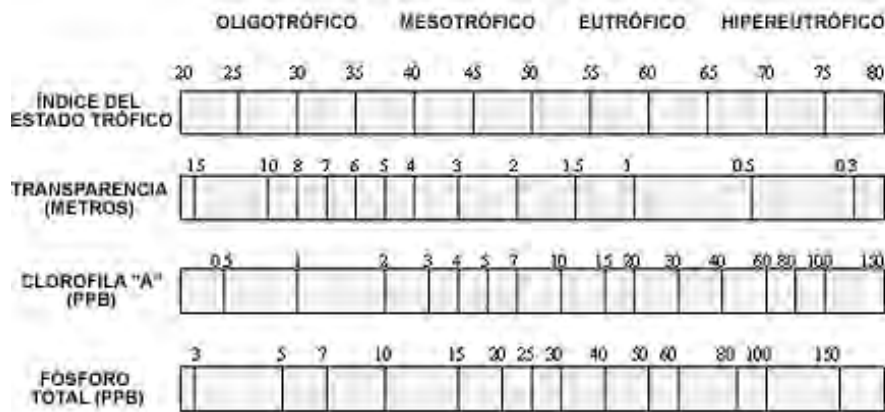 OLIGOTRÓFICO MESOTRÓFICO EUTRÓFICO HIPEREUTRÓFICO
20 25 30 35 40 45 50 55 60 65 70 75 80
ÍNDICE DEL
ESTADO TRÓFICO
15 10 8 7 6 5 4 3 2 1.5 1 0.5 0.3
TRANSPARENCIA
(METROS)
0.5 1 2 3 4 5 7 10 15 20 30 40 60 80 100 150
CLOROFILA "A"
(PPB)
3 5 7 10 15 20 25 30 40 50 60 80 100 150
FÓSFORO
TOTAL (PPB)